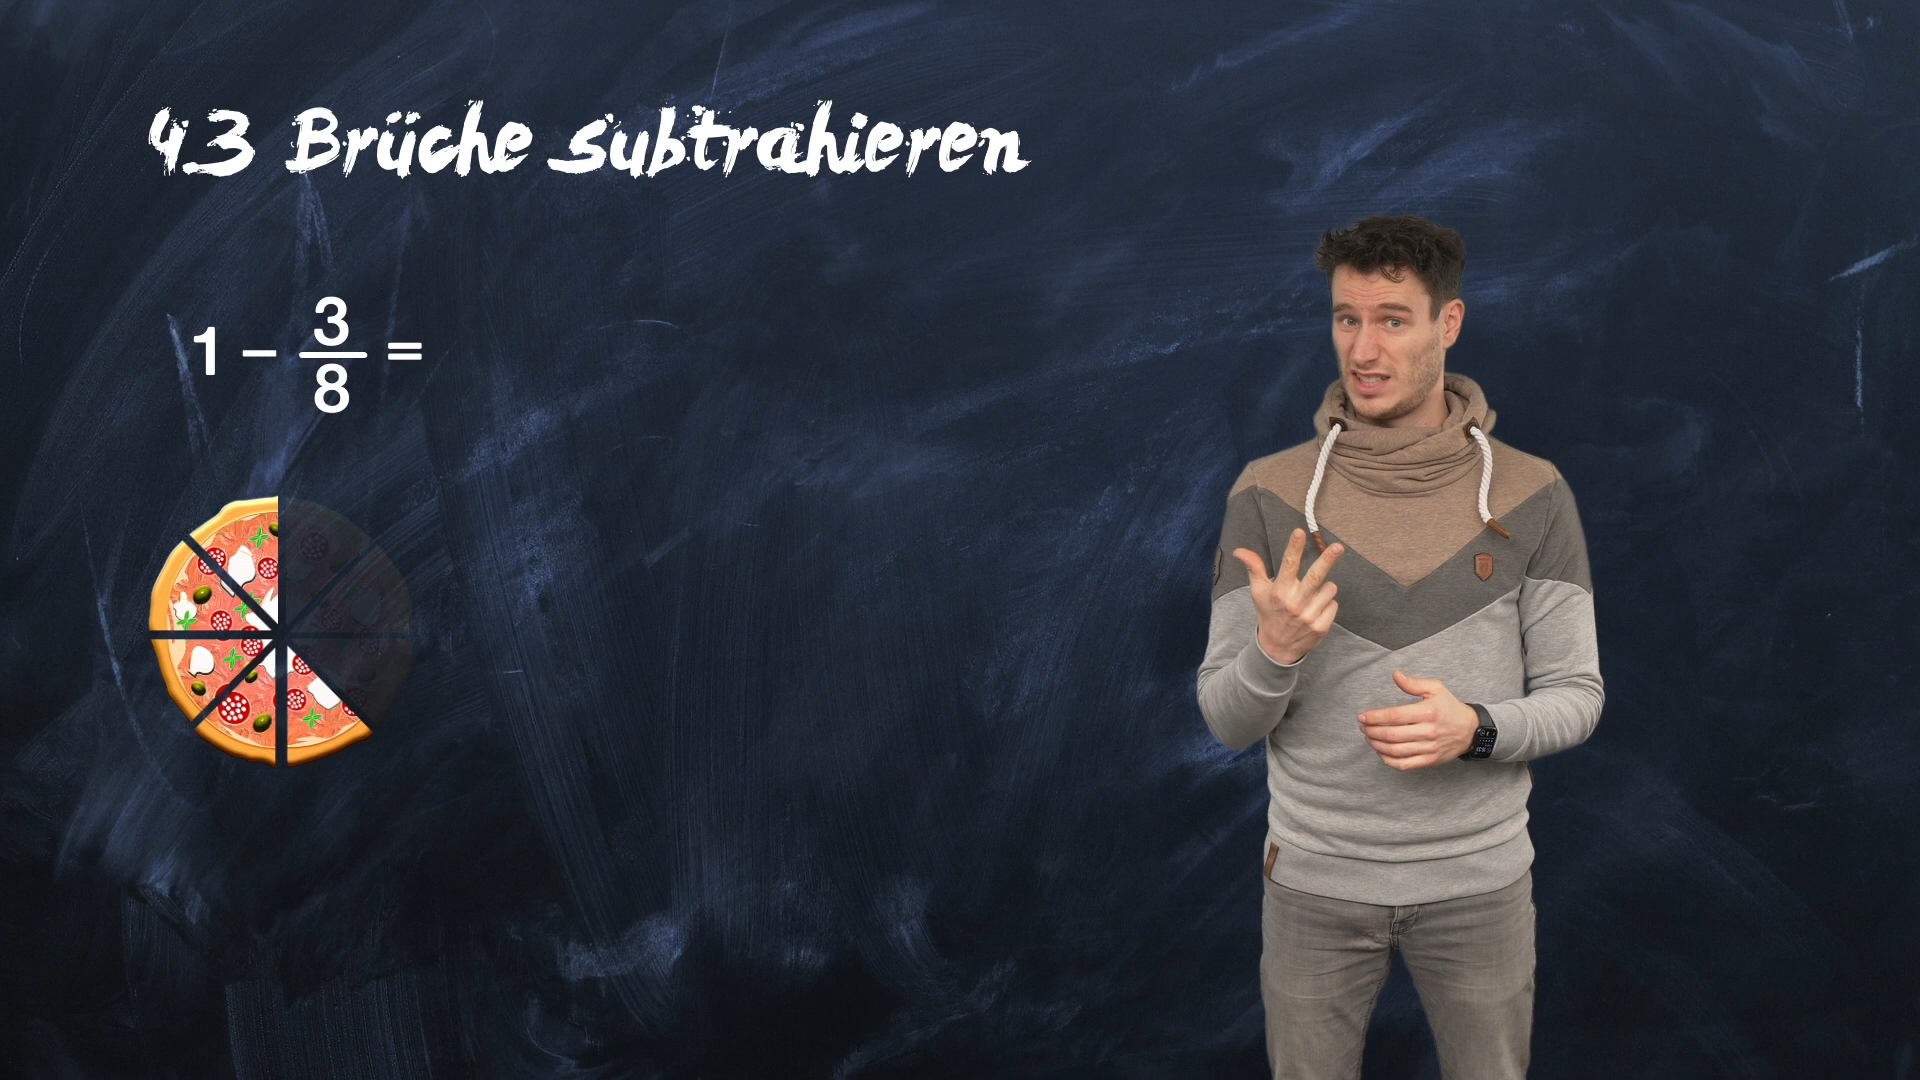 4.3 Brüche subtrahieren
1 - 3/8 =